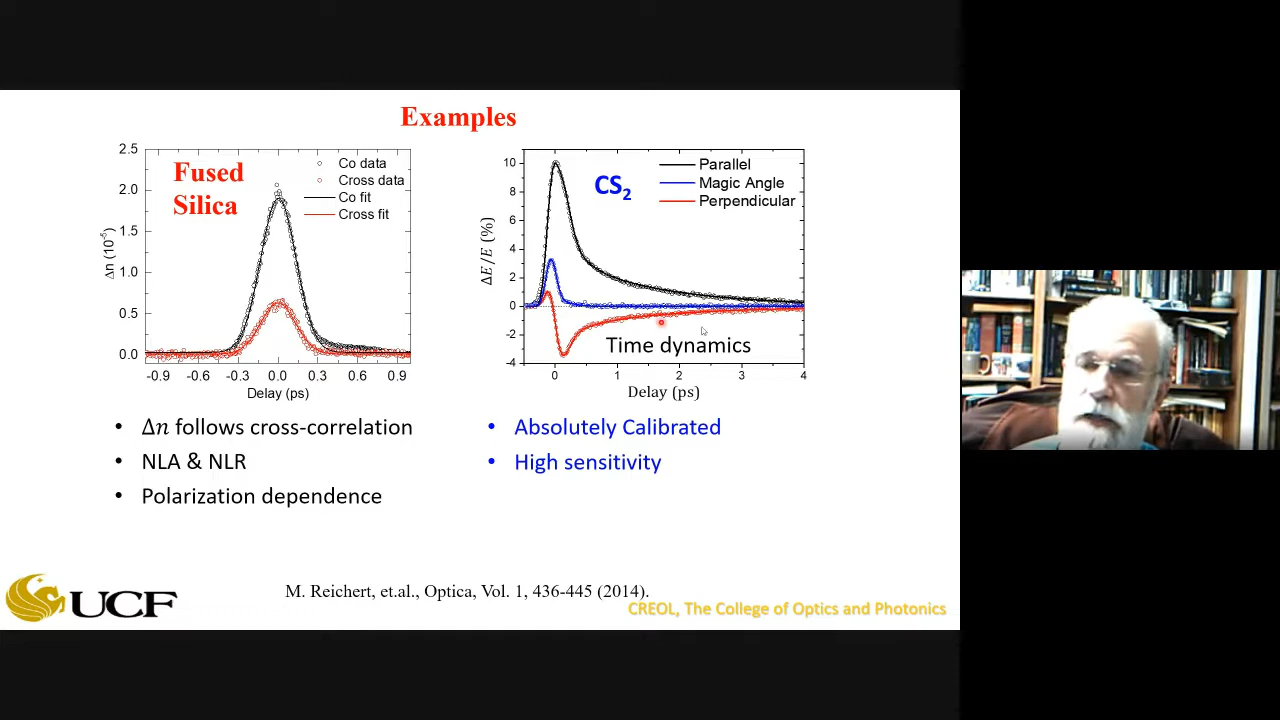 Examples
2.5
2.0
1.5
1.0
0.5
0.0
Δn (10⁻⁵)
Fused
Silica
Co data
Cross data
Co fit
Cross fit
-0.9 -0.6 -0.3 0.0 0.3 0.6 0.9
Delay (ps)
10
8
6
4
2
0
-2
-4
ΔE/E (%)
CS₂
Parallel
Magic Angle
Perpendicular
Time dynamics
0 1 2 3 4
Delay (ps)
• Δn follows cross-correlation
• NLA & NLR
• Polarization dependence
• Absolutely Calibrated
• High sensitivity
M. Reichert, et.al., Optica, Vol. 1, 436-445 (2014).
UCF
CREOL, The College of Optics and Photonics